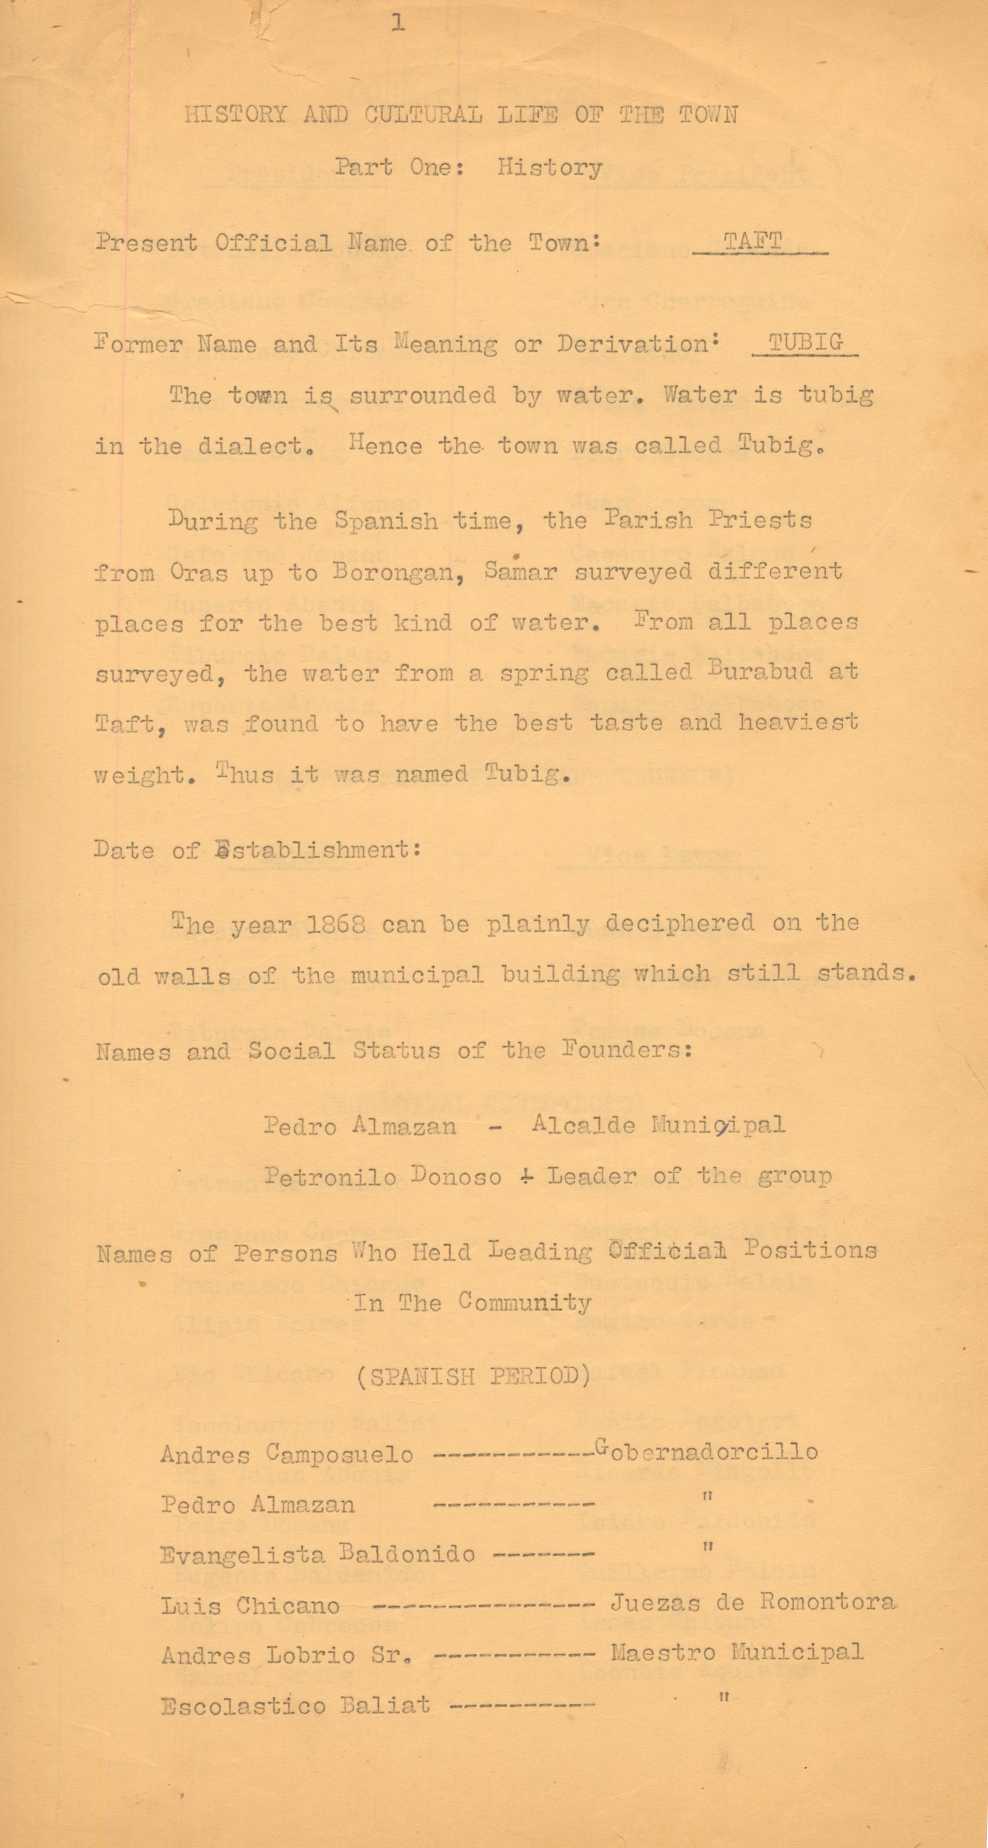 1
HISTORY AND CULTURAL LIFE OF THE TOWN
Part One: History
Present Official Name of the Town: TAFT
Former Name and Its Meaning or Derivation: TUBIG
The town is surrounded by water. Water is tubig
in the dialect. Hence the town was called Tubig.
During the Spanish time, the Parish Priests
from Oras up to Borongan, Samar surveyed different
places for the best kind of water. From all places
surveyed, the water from a spring called Burabud at
Taft, was found to have the best taste and heaviest
weight. Thus it was named Tubig.
Date of Establishment:
The year 1868 can be plainly deciphered on the
old walls of the municipal building which still stands.
Names and Social Status of the Founders:
Pedro Almazan - Alcalde Municipal
Petronilo Donoso - Leader of the group
Names of Persons Who Held Leading Official Positions
In The Community
(SPANISH PERIOD)
Andres Camposuelo -----------Gobernadorcillo
Pedro Almazan ----------- "
Evangelista Baldonido ------- "
Luis Chicano --------------- Juezas de Romontora
Andres Lobrio Sr. ----------- Maestro Municipal
Escolastico Baliat ---------- "